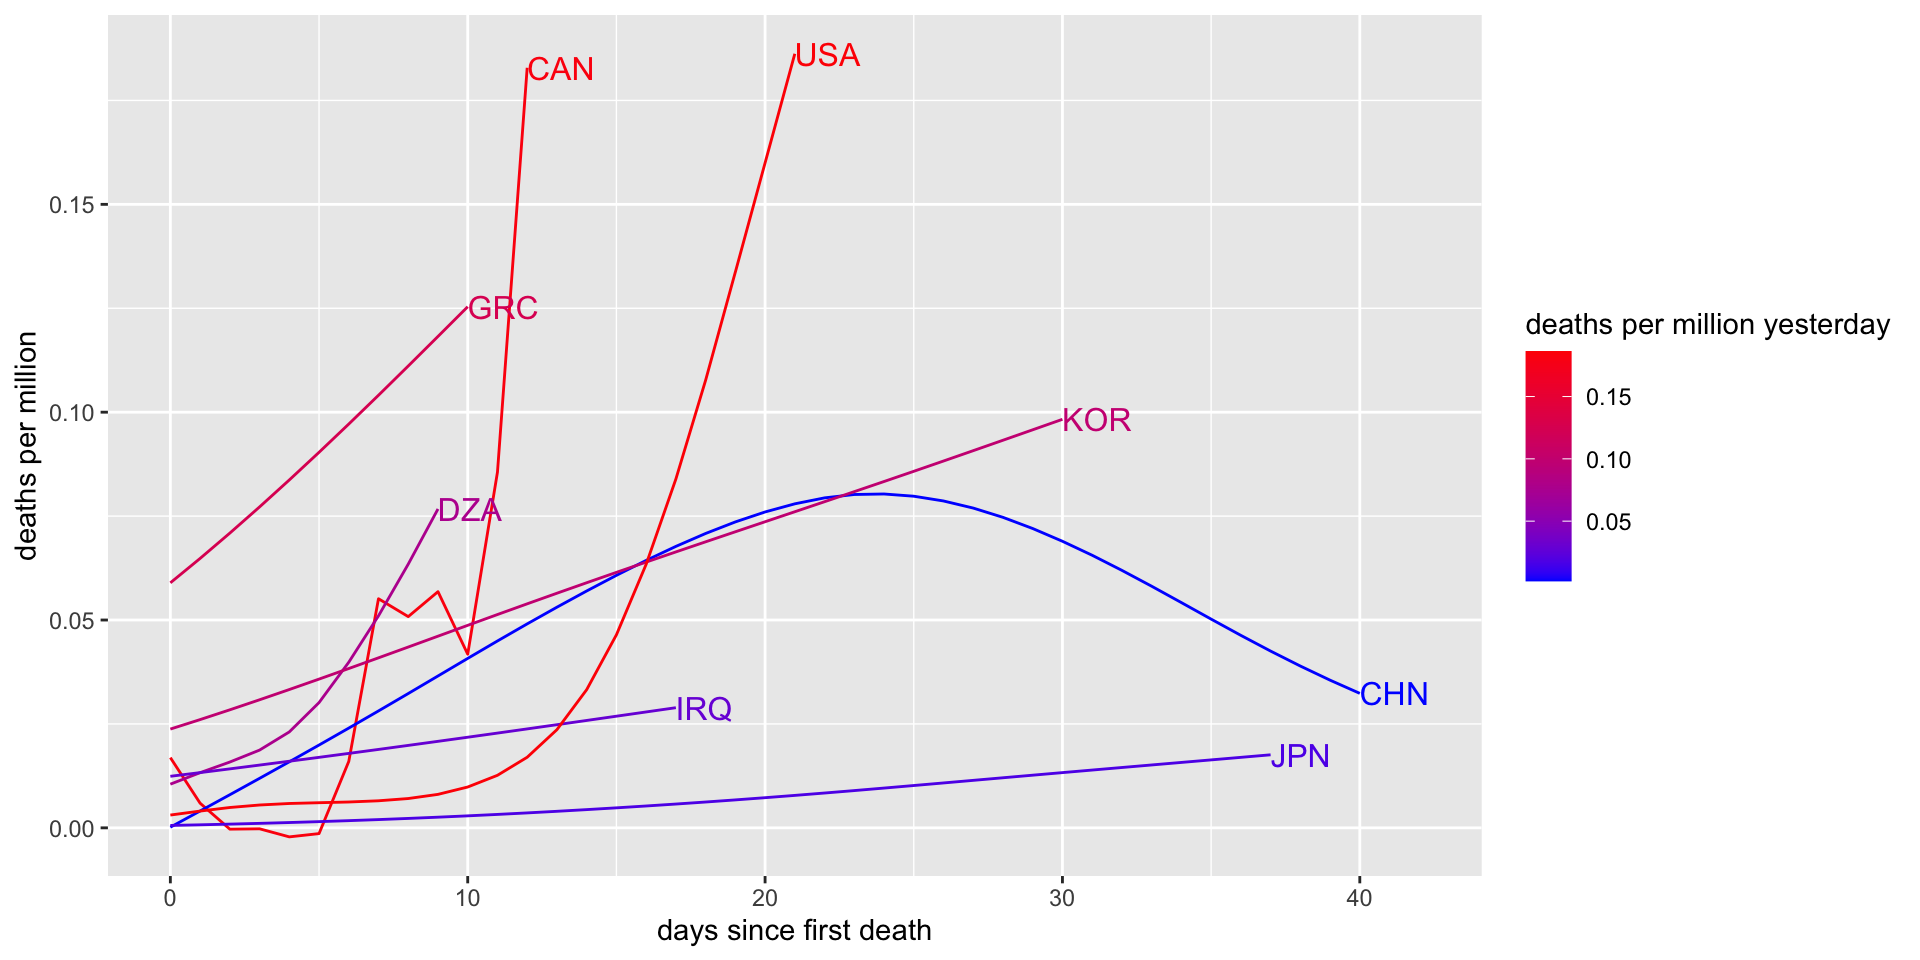 CAN
USA
GRC
KOR
DZA
IRQ
CHN
JPN
0.15
0.10
0.05
0.00
deaths per million
0
10
20
30
40
days since first death
deaths per million yesterday
0.15
0.10
0.05